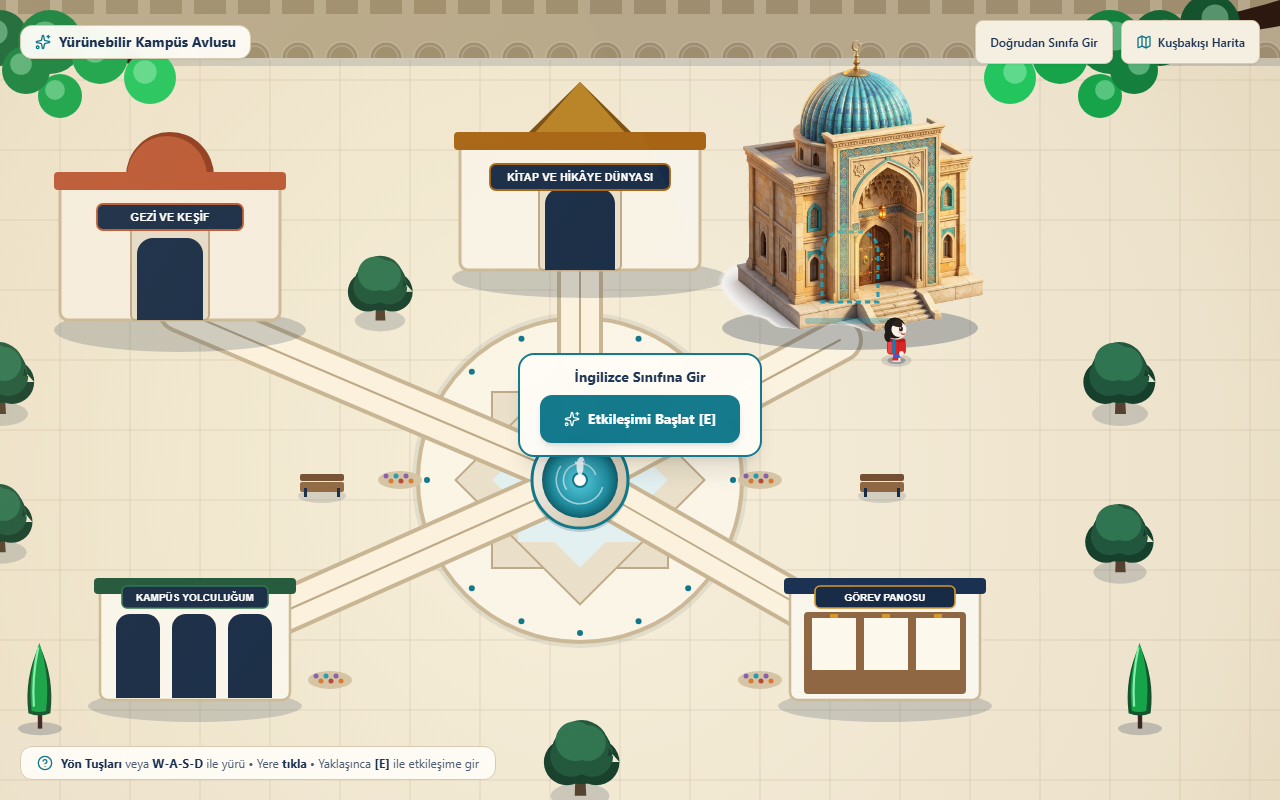 Yürünebilir Kampüs Avlusu
Doğrudan Sınıfa Gir
Kuşbakışı Harita
KİTAP VE HİKÂYE DÜNYASI
GEZİ VE KEŞİF
İngilizce Sınıfına Gir
Etkileşimi Başlat [E]
KAMPÜS YOLCULUĞUM
GÖREV PANOSU
Yön Tuşları veya W-A-S-D ile yürü • Yere tıkla • Yaklaşınca [E] ile etkileşime gir